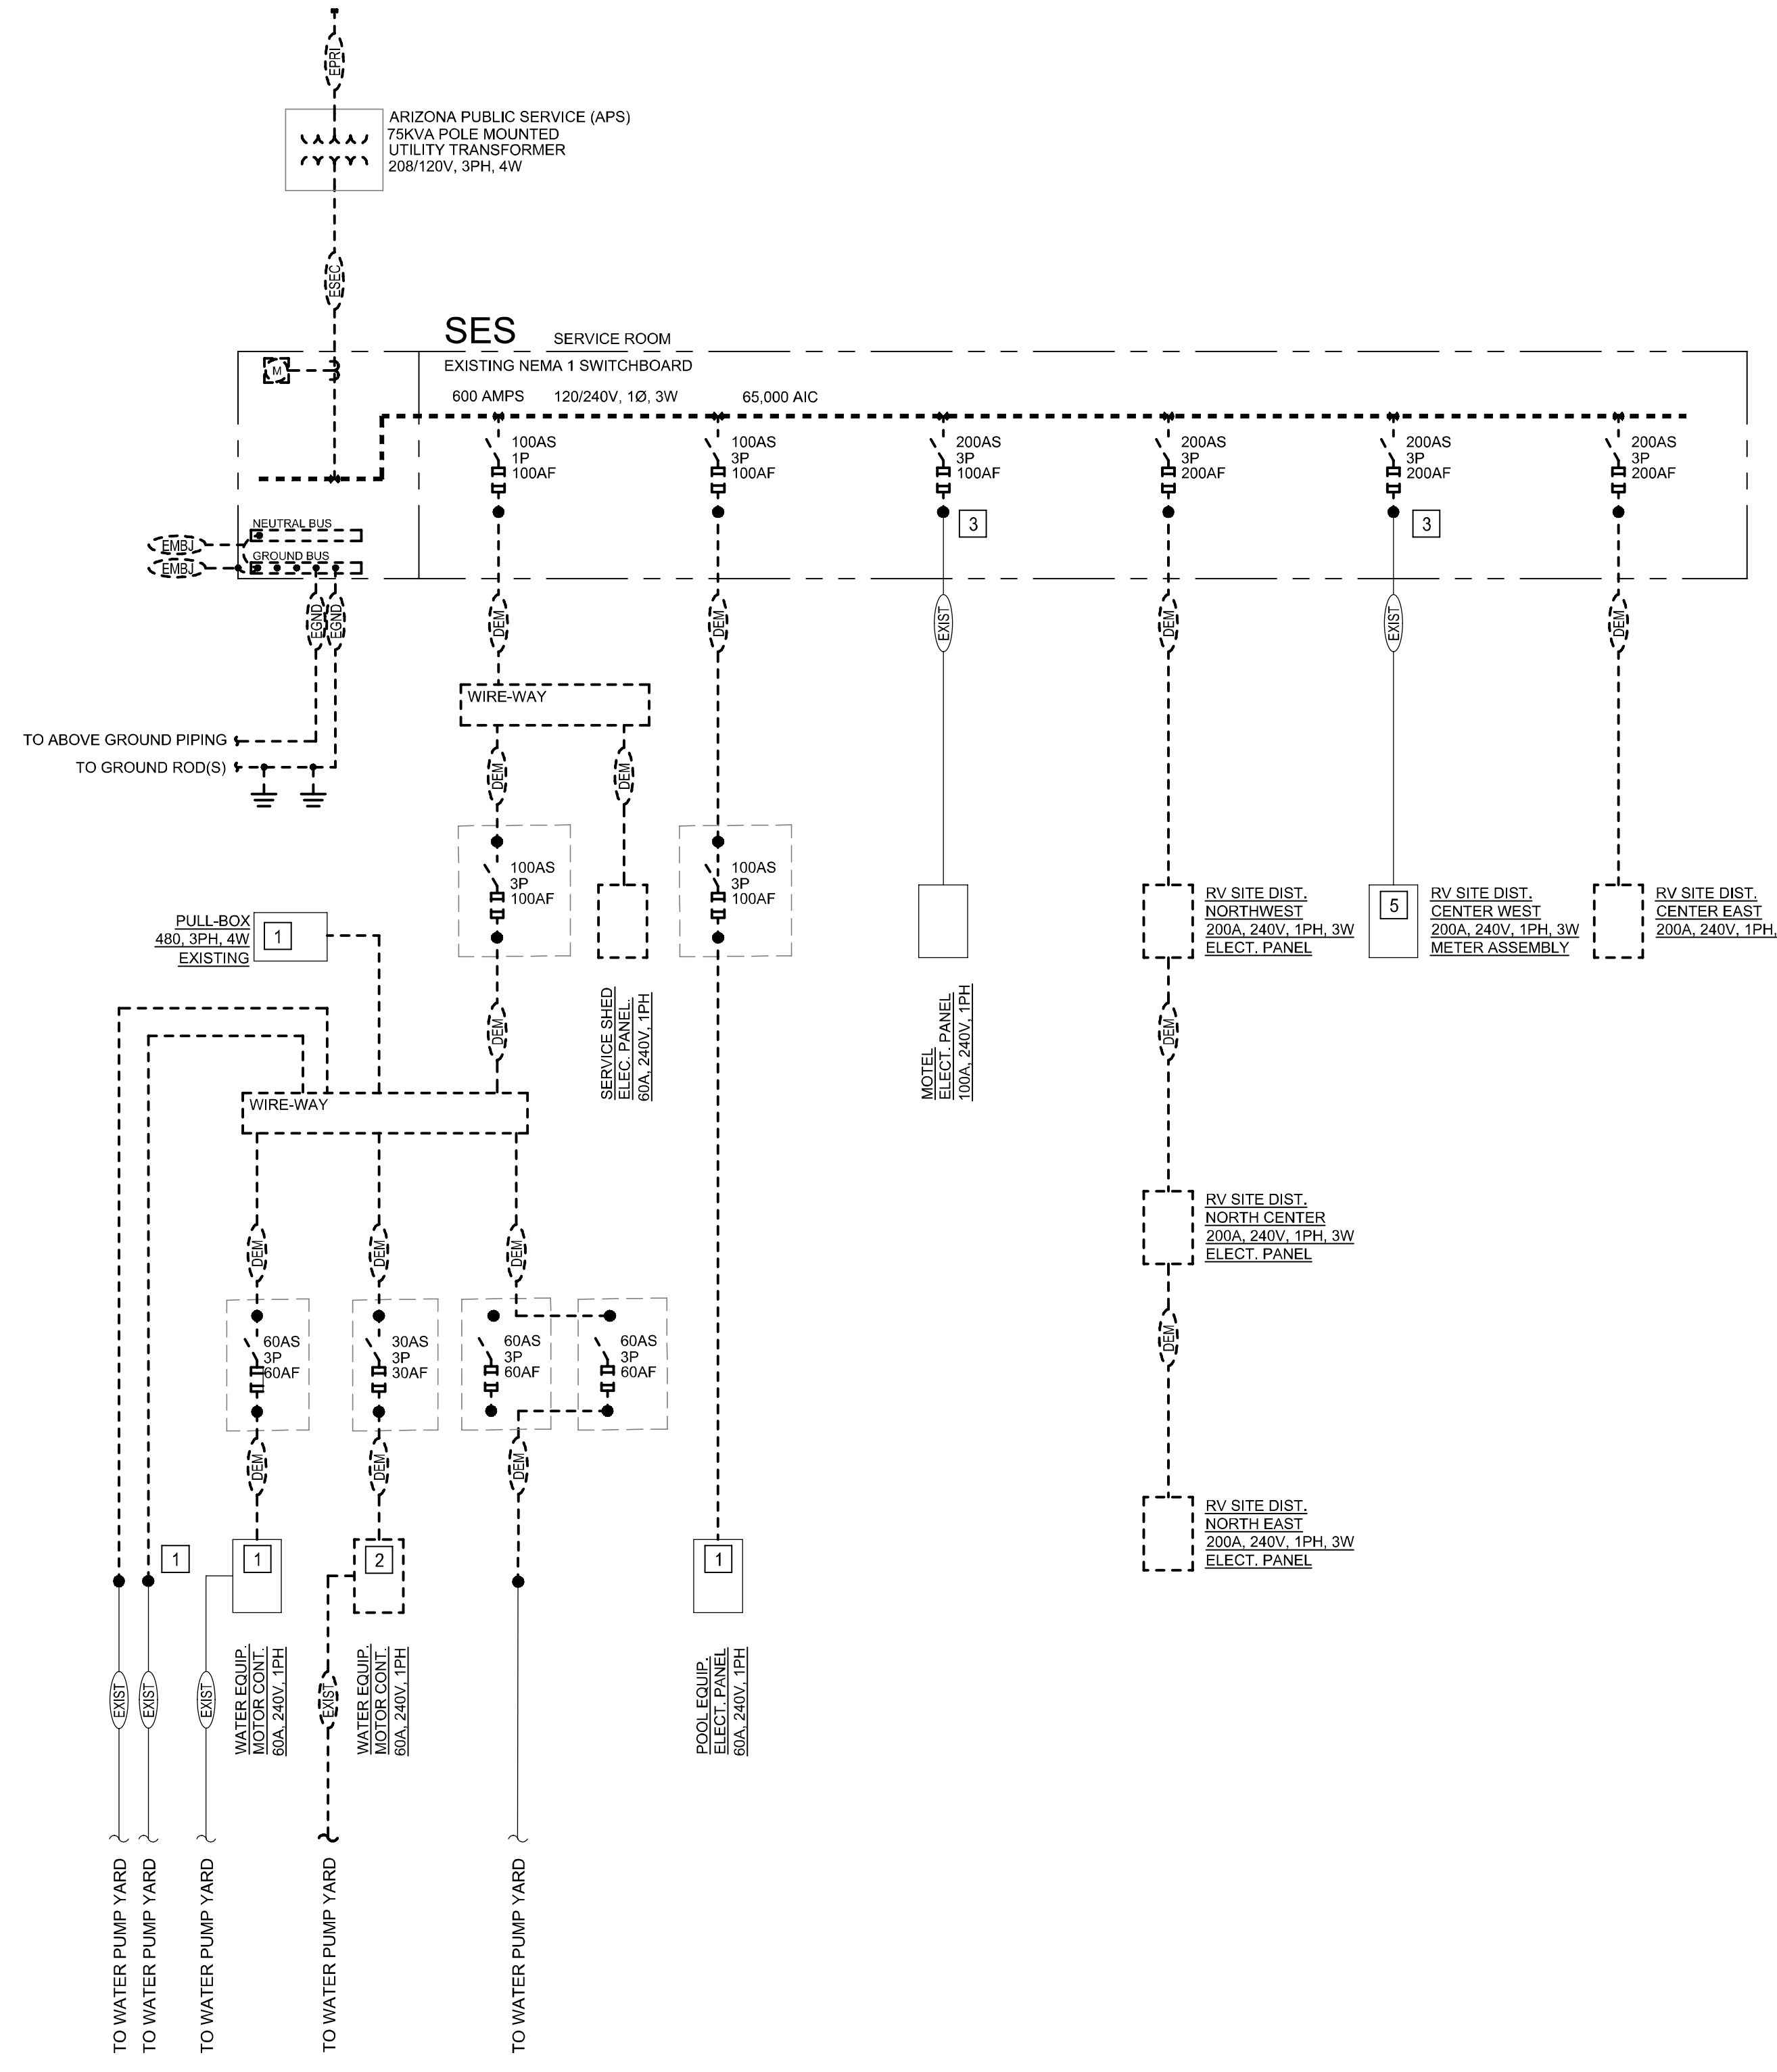 EPRI
ARIZONA PUBLIC SERVICE (APS)
75KVA POLE MOUNTED
UTILITY TRANSFORMER
208/120V, 3PH, 4W
ESEC
SES
SERVICE ROOM
EXISTING NEMA 1 SWITCHBOARD
600 AMPS
120/240V, 1Ø, 3W
65,000 AIC
M
100AS
1P
100AF
100AS
3P
100AF
200AS
3P
100AF
200AS
3P
200AF
200AS
3P
200AF
200AS
3P
200AF
3
3
NEUTRAL BUS
EMBJ
GROUND BUS
EMBJ
EGND
EGND
DEM
DEM
EXIST
DEM
EXIST
DEM
WIRE-WAY
TO ABOVE GROUND PIPING
TO GROUND ROD(S)
DEM
DEM
100AS
3P
100AF
100AS
3P
100AF
PULL-BOX
480, 3PH, 4W
EXISTING
1
SERVICE SHED
ELEC. PANEL.
60A, 240V, 1PH
MOTEL
ELECT. PANEL
100A, 240V, 1PH
RV SITE DIST.
NORTHWEST
200A, 240V, 1PH, 3W
ELECT. PANEL
5
RV SITE DIST.
CENTER WEST
200A, 240V, 1PH, 3W
METER ASSEMBLY
RV SITE DIST.
CENTER EAST
200A, 240V, 1PH,
DEM
DEM
WIRE-WAY
RV SITE DIST.
NORTH CENTER
200A, 240V, 1PH, 3W
ELECT. PANEL
DEM
DEM
DEM
DEM
60AS
3P
60AF
30AS
3P
30AF
60AS
3P
60AF
60AS
3P
60AF
DEM
DEM
DEM
RV SITE DIST.
NORTH EAST
200A, 240V, 1PH, 3W
ELECT. PANEL
1
1
2
1
WATER EQUIP.
MOTOR CONT.
60A, 240V, 1PH
WATER EQUIP.
MOTOR CONT.
60A, 240V, 1PH
POOL EQUIP.
ELECT. PANEL
60A, 240V, 1PH
EXIST
EXIST
EXIST
EXIST
TO WATER PUMP YARD
TO WATER PUMP YARD
TO WATER PUMP YARD
TO WATER PUMP YARD
TO WATER PUMP YARD